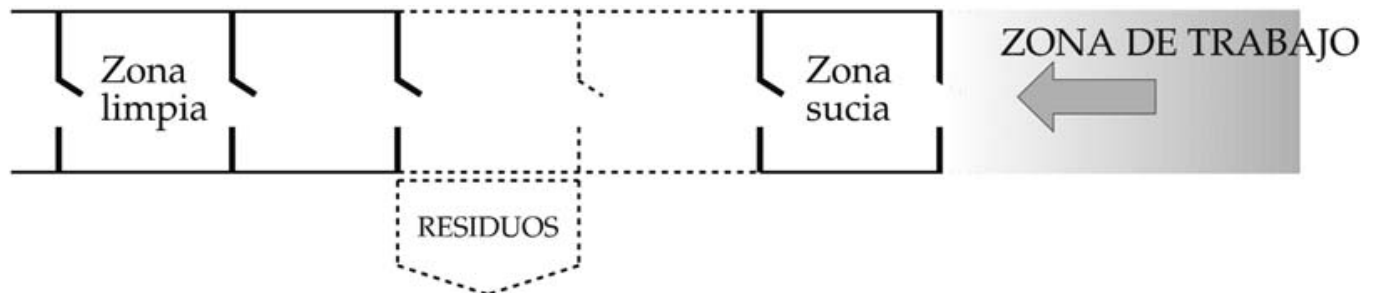 Zona
limpia
Zona
sucia
ZONA DE TRABAJO
RESIDUOS